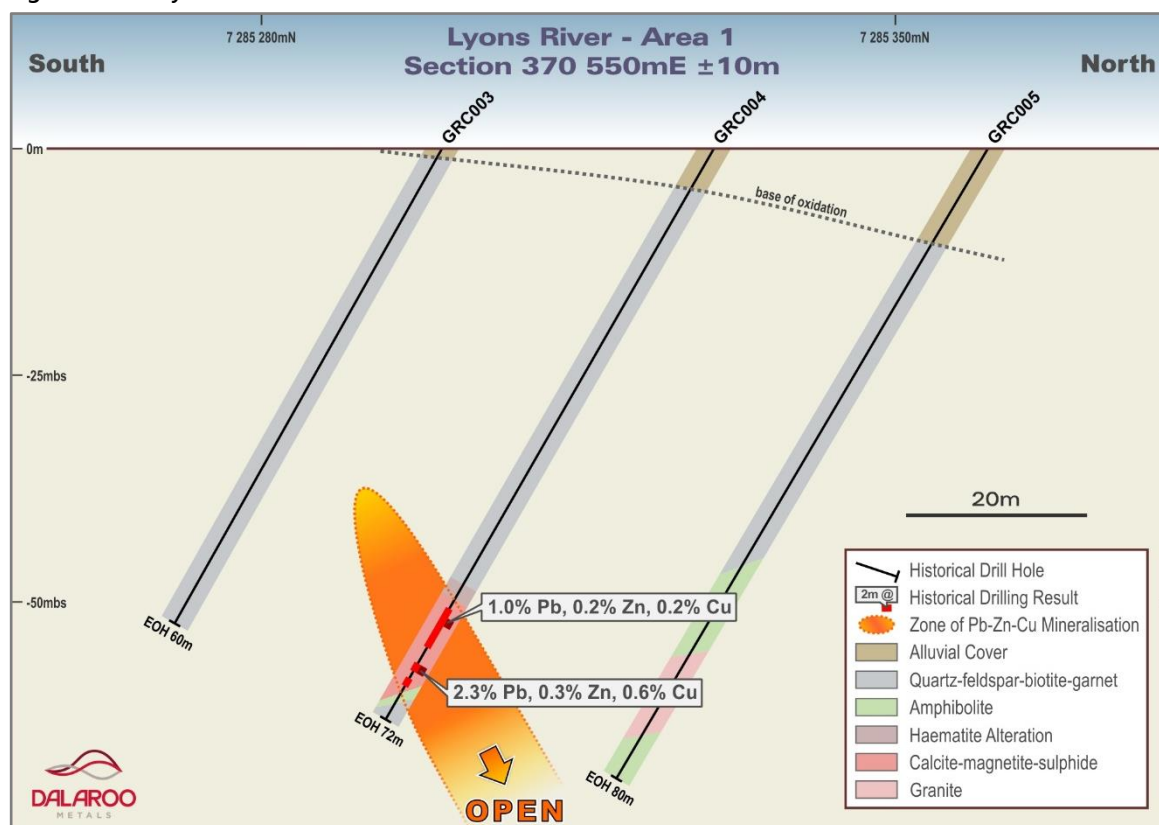 7 285 280mN
7 285 350mN
Lyons River - Area 1
Section 370 550mE ±10m
South
North
GRC003
GRC004
GRC005
0m
base of oxidation
-25mbs
-50mbs
20m
1.0% Pb, 0.2% Zn, 0.2% Cu
2.3% Pb, 0.3% Zn, 0.6% Cu
EOH 60m
EOH 72m
EOH 80m
OPEN
Historical Drill Hole
2m @
Historical Drilling Result
Zone of Pb-Zn-Cu Mineralisation
Alluvial Cover
Quartz-feldspar-biotite-garnet
Amphibolite
Haematite Alteration
Calcite-magnetite-sulphide
Granite
DALAROO
METALS